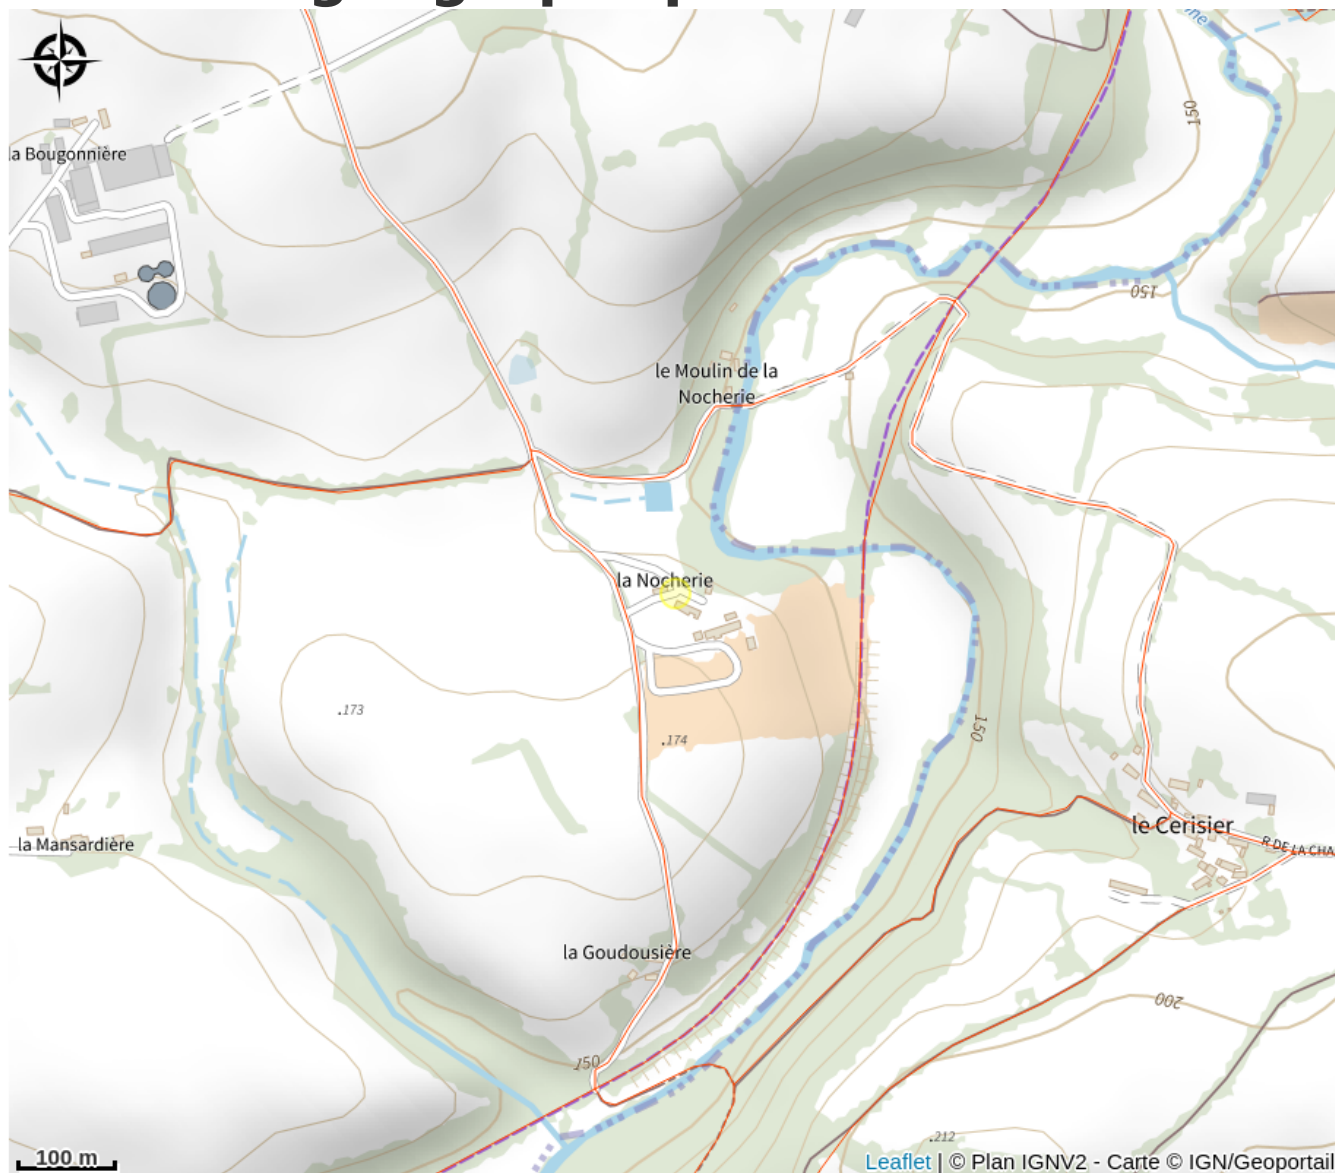 la Bougonnière
150
150
le Moulin de la
Nocherie
la Nocherie
173
174
150
le Cerisier
R DE LA CHA
la Mansardière
la Goudousière
200
150
212
100 m
Leaflet | © Plan IGNV2 - Carte © IGN/Geoportail